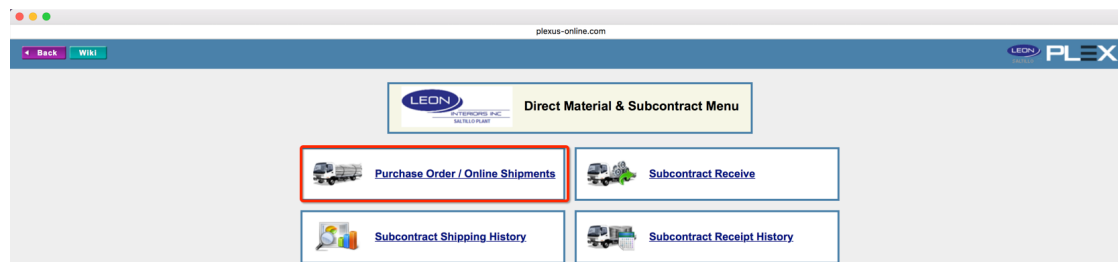 plexus-online.com
Back Wiki
LEON PLEX
LEON
INTERIORS INC
SALTILLO PLANT
Direct Material & Subcontract Menu
Purchase Order / Online Shipments
Subcontract Receive
Subcontract Shipping History
Subcontract Receipt History